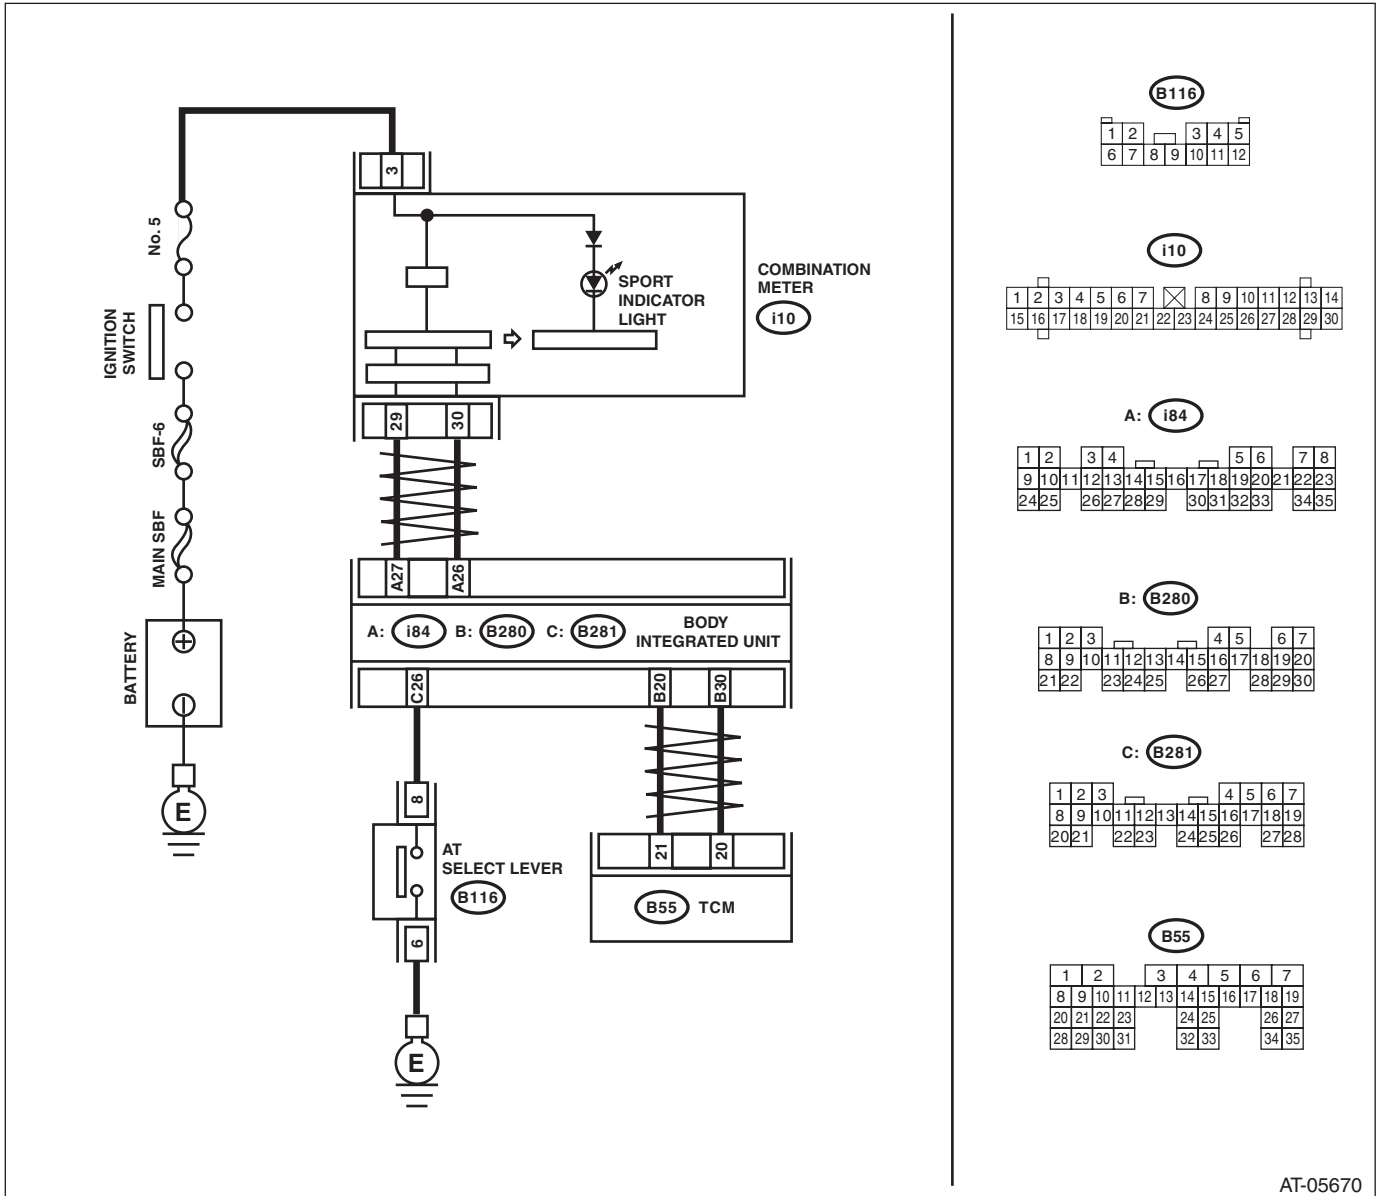 3
No. 5
IGNITION
SWITCH
SBF-6
MAIN SBF
BATTERY
E
SPORT
INDICATOR
LIGHT
COMBINATION
METER
i10
29
30
A27
A26
A: i84 B: B280 C: B281
BODY
INTEGRATED UNIT
C26
B20
B30
8
AT
SELECT LEVER
B116
6
E
21
20
B55 TCM
B116
1 2 3 4 5
6 7 8 9 10 11 12
i10
1 2 3 4 5 6 7 8 9 10 11 12 13 14
15 16 17 18 19 20 21 22 23 24 25 26 27 28 29 30
A: i84
1 2 3 4 5 6 7 8
9 10 11 12 13 14 15 16 17 18 19 20 21 22 23
24 25 26 27 28 29 30 31 32 33 34 35
B: B280
1 2 3 4 5 6 7
8 9 10 11 12 13 14 15 16 17 18 19 20
21 22 23 24 25 26 27 28 29 30
C: B281
1 2 3 4 5 6 7
8 9 10 11 12 13 14 15 16 17 18 19
20 21 22 23 24 25 26 27 28
B55
1 2 3 4 5 6 7
8 9 10 11 12 13 14 15 16 17 18 19
20 21 22 23 24 25 26 27
28 29 30 31 32 33 34 35
AT-05670